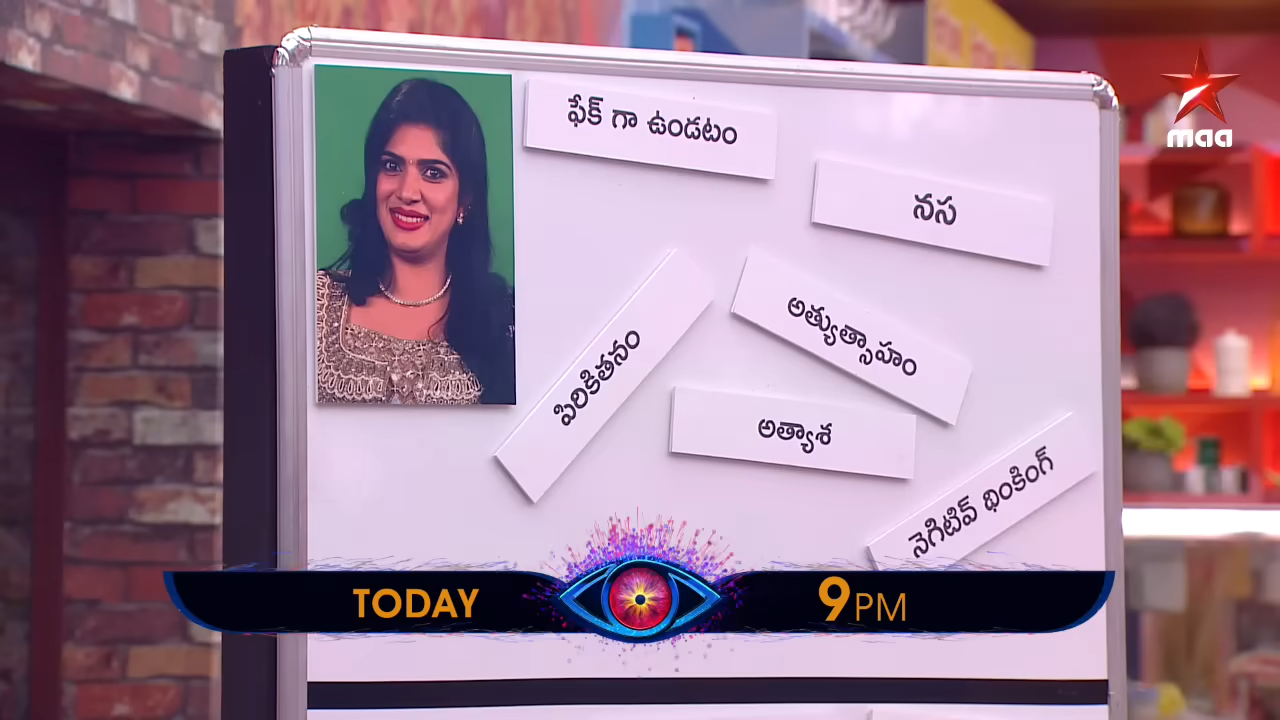 ఫేక్ గా ఉండటం
maa
నస
అత్యుత్సాహం
పిరికితనం
అత్యాశ
నెగిటివ్ థింకింగ్
TODAY
9PM